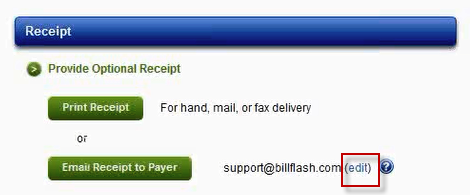 Receipt
> Provide Optional Receipt
Print Receipt For hand, mail, or fax delivery
or
Email Receipt to Payer support@billflash.com (edit) ?